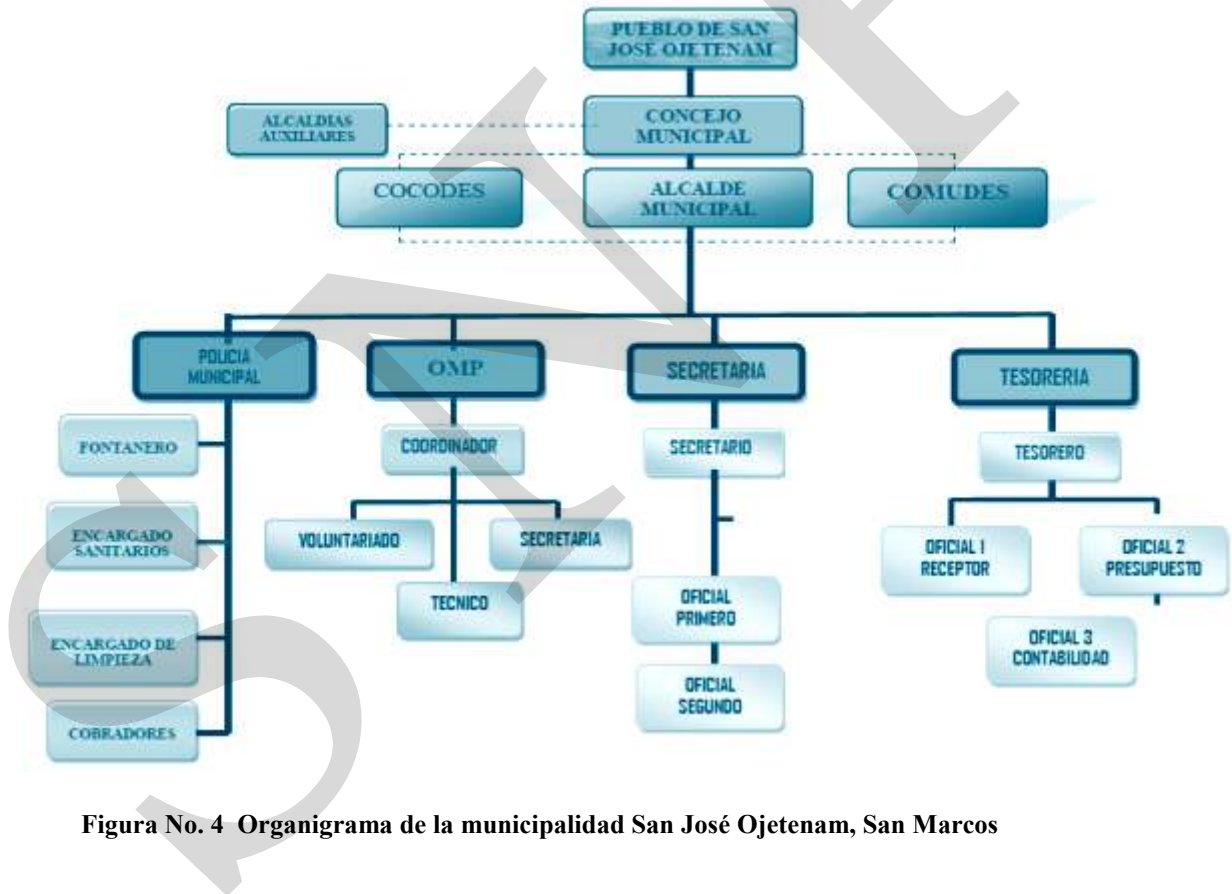 PUEBLO DE SAN
JOSÉ OJETENAM
ALCALDIAS
AUXILIARES
CONCEJO
MUNICIPAL
COCODES
ALCALDE
MUNICIPAL
COMUDES
POLICIA
MUNICIPAL
OMP
SECRETARIA
TESORERIA
FONTANERO
ENCARGADO
SANITARIOS
ENCARGADO DE
LIMPIEZA
COBRADORES
COORDINADOR
VOLUNTARIADO
SECRETARIA
TECNICO
SECRETARIO
OFICIAL
PRIMERO
OFICIAL
SEGUNDO
TESORERO
OFICIAL 1
RECEPTOR
OFICIAL 2
PRESUPUESTO
OFICIAL 3
CONTABILIDAD
Figura No. 4 Organigrama de la municipalidad San José Ojetenam, San Marcos